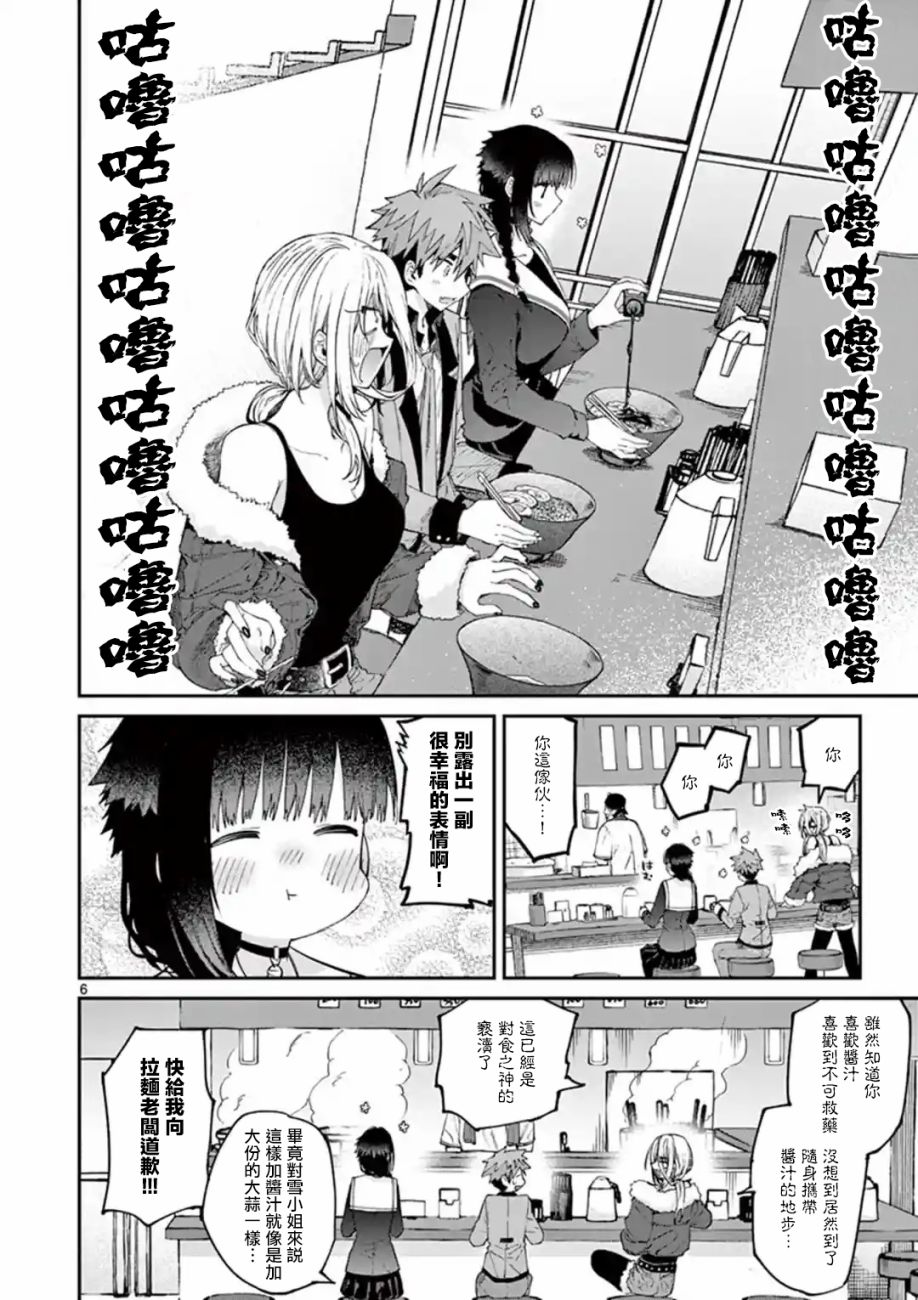 咕嚕咕嚕咕嚕咕嚕咕嚕咕嚕
咕嚕咕嚕咕嚕咕嚕咕嚕咕嚕
你
你
你
你這傢伙…！
嗦嗦
はむ
別露出一副
很幸福的表情啊！
6
雖然知道你
喜歡醬汁
喜歡到不可救藥
沒想到居然到了
隨身攜帶
醬汁的地步…
這已經是
對食之神的
褻瀆了
畢竟對雪小姐來說
這樣加醬汁就像是加
大份的大蒜一樣…
快給我向
拉麵老闆道歉!!!